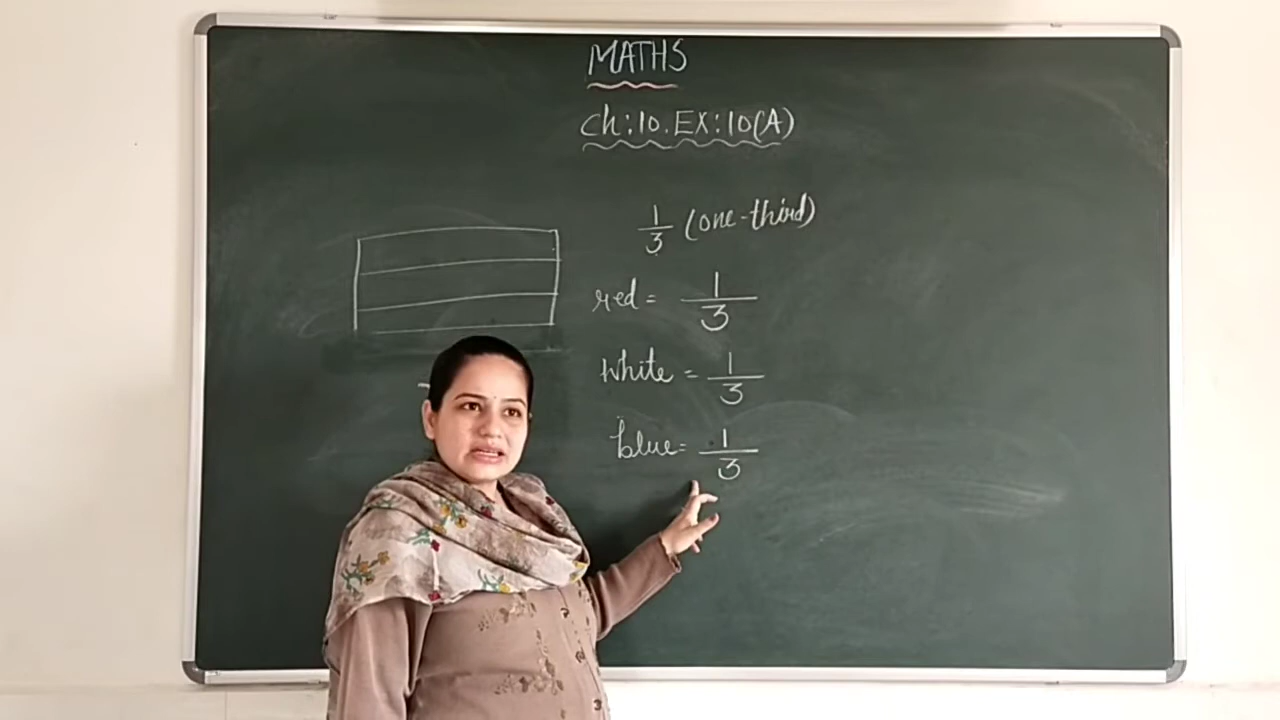 MATHS
Ch:10. EX:10(A)
1/3 (one-third)
red = 1/3
white = 1/3
blue = 1/3